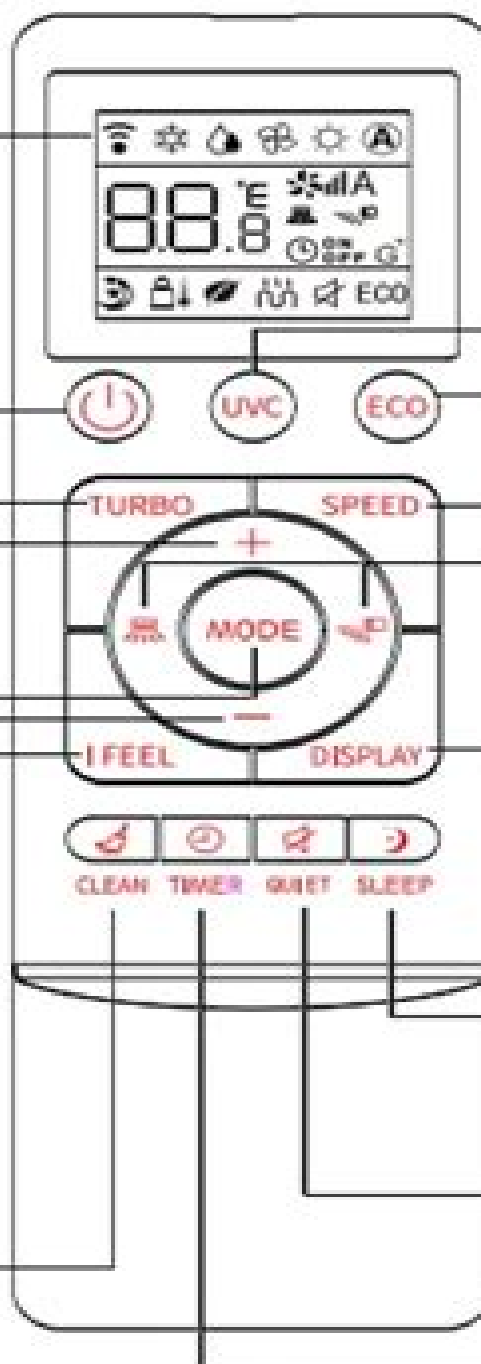 A
88.8 °E A
ON
OFF G
ECO
UVC ECO
TURBO SPEED
+
MODE
−
I FEEL DISPLAY
CLEAN TIMER QUIET SLEEP